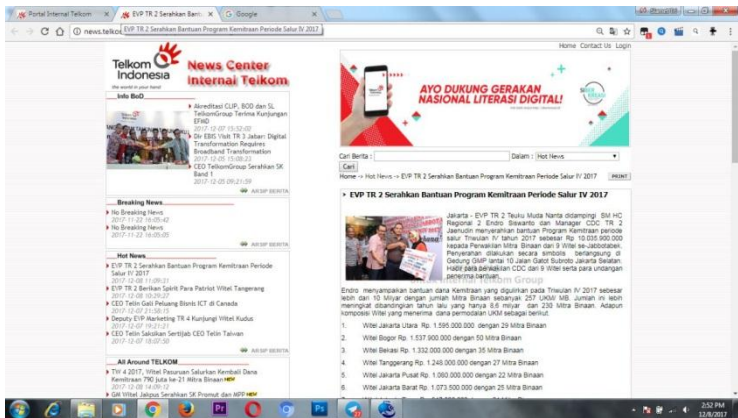 Portal Internal Telkom
EVP TR 2 Serahkan Bant
Google
EVP TR 2 Serahkan Bantuan Program Kemitraan Periode Salur IV 2017
news.telkom
Home Contact Us Login
Telkom
Indonesia
the world in your hand
News Center
Internal Telkom
Info BoD
Akreditasi CLIP, BOD dan SL
TelkomGroup Terima Kunjungan
EFMD
2017-12-07 15:52:02
Dir EBIS Visit TR 3 Jabar: Digital
Transformation Requires
Broadband Transformation
2017-12-05 15:08:23
CEO TelkomGroup Serahkan SK
Band 1
2017-12-05 09:21:59
ARSIP BERITA
Breaking News
No Breaking News
2017-11-22 16:05:42
No Breaking News
2017-11-22 16:05:05
ARSIP BERITA
Hot News
EVP TR 2 Serahkan Bantuan Program Kemitraan Periode
Salur IV 2017
2017-12-08 11:09:31
EVP TR 2 Berikan Spirit Para Patriot Witel Tangerang
2017-12-08 10:39:27
CEO Telin Gali Peluang Bisnis ICT di Canada
2017-12-07 21:58:15
Deputy EVP Marketing TR 4 Kunjungi Witel Kudus
2017-12-07 19:21:21
CEO Telin Saksikan Sertijab CEO Telin Taiwan
2017-12-07 18:07:50
ARSIP BERITA
All Around TELKOM
TW 4 2017, Witel Pasuruan Salurkan Kembali Dana
Kemitraan 790 Juta ke-21 Mitra Binaan NEW
2017-12-08 14:09:12
GM Witel Jakpus Serahkan SK Promut dan MPP NEW
AYO DUKUNG GERAKAN
NASIONAL LITERASI DIGITAL!
SIBER
KREASI
Cari Berita :
Dalam : Hot News
Cari
Home -> Hot News -> EVP TR 2 Serahkan Bantuan Program Kemitraan Periode Salur IV 2017
PRINT
EVP TR 2 Serahkan Bantuan Program Kemitraan Periode Salur IV 2017
Jakarta - EVP TR 2 Teuku Muda Nanta didampingi SM HC
Regional 2 Endro Siswanto dan Manager CDC TR 2
Jaenudin menyerahkan bantuan Program Kemitraan periode
salur Triwulan IV tahun 2017 sebesar Rp 10.035.900.000
kepada Perwakilan Mitra Binaan dari 9 Witel se-Jabbotabek.
Penyerahan dilakukan secara simbolis berlangsung di
Gedung GMP lantai 10 Jalan Gatot Subroto Jakarta Selatan.
Hadir para perwakilan CDC dari 9 Witel serta para undangan
penerima bantuan.
Internal Telkom Group
Endro menyampaikan bantuan dana Kemitraan yang digulirkan pada Triwulan IV 2017 sebesar
lebih dari 10 Milyar dengan jumlah Mitra Binaan sebanyak 257 UKM/ MB. Jumlah ini lebih
meningkat dibandingkan tahun lalu yang hanya 8,6 milyar dan 230 Mitra Binaan. Adapun
komposisi Witel yang menerima dana permodalan UKM sebagai berikut.
1. Witel Jakarta Utara Rp. 1.595.000.000 dengan 29 Mitra Binaan
2. Witel Bogor Rp. 1.537.900.000 dengan 50 Mitra Binaan
3. Witel Bekasi Rp. 1.332.000.000 dengan 35 Mitra Binaan
4. Witel Tanggerang Rp. 1.248.000.000 dengan 27 Mitra Binaan
5. Witel Jakarta Pusat Rp. 1.060.000.000 dengan 22 Mitra Binaan
6. Witel Jakarta Barat Rp. 1.073.500.000 dengan 25 Mitra Binaan
2:52 PM
12/8/2017